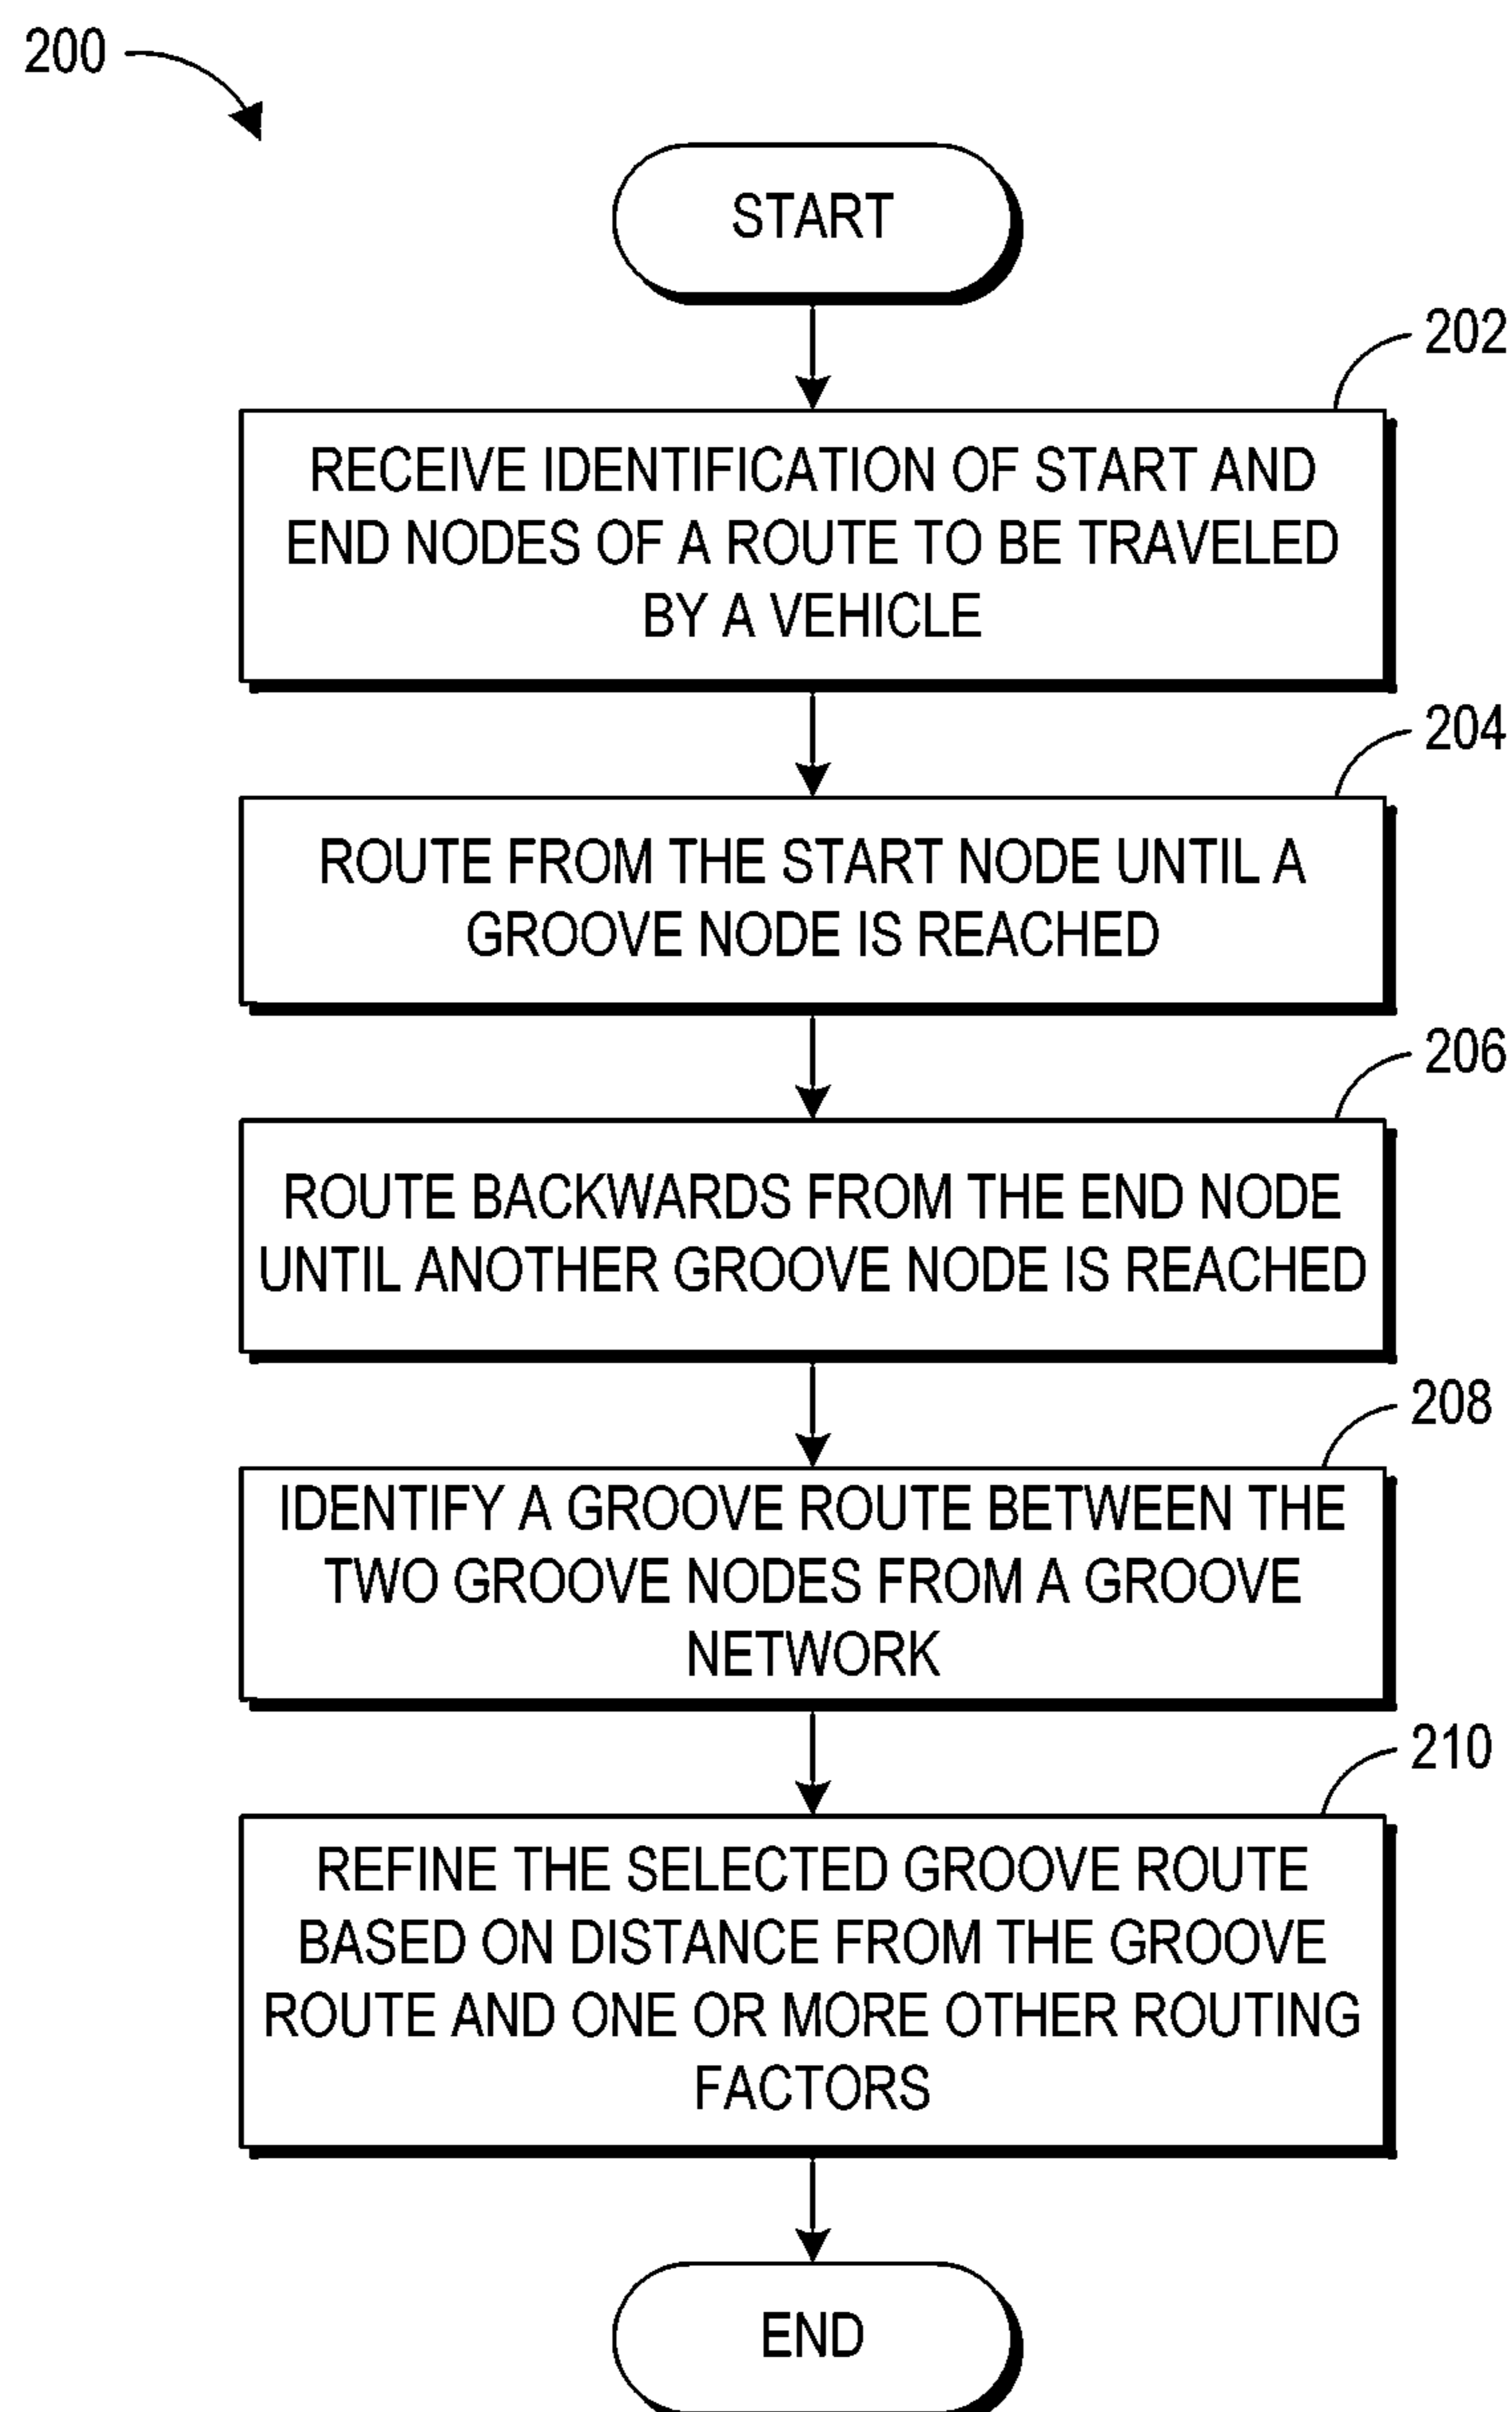 200
START
202
RECEIVE IDENTIFICATION OF START AND
END NODES OF A ROUTE TO BE TRAVELED
BY A VEHICLE
204
ROUTE FROM THE START NODE UNTIL A
GROOVE NODE IS REACHED
206
ROUTE BACKWARDS FROM THE END NODE
UNTIL ANOTHER GROOVE NODE IS REACHED
208
IDENTIFY A GROOVE ROUTE BETWEEN THE
TWO GROOVE NODES FROM A GROOVE
NETWORK
210
REFINE THE SELECTED GROOVE ROUTE
BASED ON DISTANCE FROM THE GROOVE
ROUTE AND ONE OR MORE OTHER ROUTING
FACTORS
END